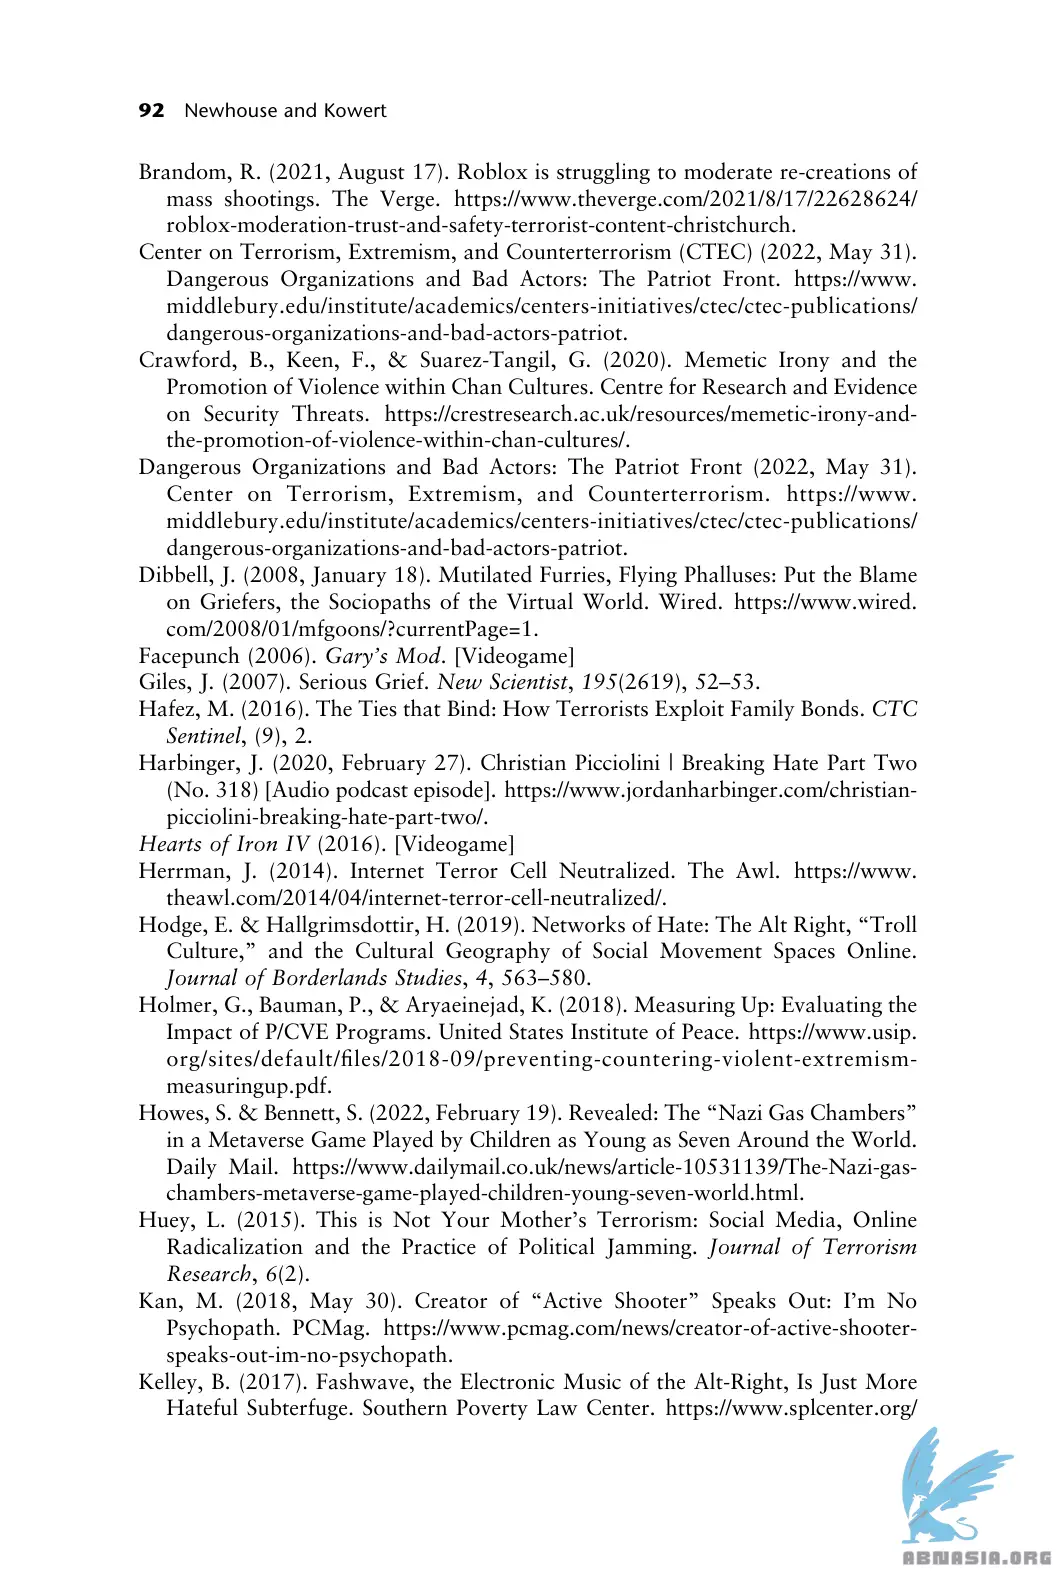 92 Newhouse and Kowert
Brandom, R. (2021, August 17). Roblox is struggling to moderate re-creations of
mass shootings. The Verge. https://www.theverge.com/2021/8/17/22628624/
roblox-moderation-trust-and-safety-terrorist-content-christchurch.
Center on Terrorism, Extremism, and Counterterrorism (CTEC) (2022, May 31).
Dangerous Organizations and Bad Actors: The Patriot Front. https://www.
middlebury.edu/institute/academics/centers-initiatives/ctec/ctec-publications/
dangerous-organizations-and-bad-actors-patriot.
Crawford, B., Keen, F., & Suarez-Tangil, G. (2020). Memetic Irony and the
Promotion of Violence within Chan Cultures. Centre for Research and Evidence
on Security Threats. https://crestresearch.ac.uk/resources/memetic-irony-and-
the-promotion-of-violence-within-chan-cultures/.
Dangerous Organizations and Bad Actors: The Patriot Front (2022, May 31).
Center on Terrorism, Extremism, and Counterterrorism. https://www.
middlebury.edu/institute/academics/centers-initiatives/ctec/ctec-publications/
dangerous-organizations-and-bad-actors-patriot.
Dibbell, J. (2008, January 18). Mutilated Furries, Flying Phalluses: Put the Blame
on Griefers, the Sociopaths of the Virtual World. Wired. https://www.wired.
com/2008/01/mfgoons/?currentPage=1.
Facepunch (2006). Gary’s Mod. [Videogame]
Giles, J. (2007). Serious Grief. New Scientist, 195(2619), 52–53.
Hafez, M. (2016). The Ties that Bind: How Terrorists Exploit Family Bonds. CTC
Sentinel, (9), 2.
Harbinger, J. (2020, February 27). Christian Picciolini | Breaking Hate Part Two
(No. 318) [Audio podcast episode]. https://www.jordanharbinger.com/christian-
picciolini-breaking-hate-part-two/.
Hearts of Iron IV (2016). [Videogame]
Herrman, J. (2014). Internet Terror Cell Neutralized. The Awl. https://www.
theawl.com/2014/04/internet-terror-cell-neutralized/.
Hodge, E. & Hallgrimsdottir, H. (2019). Networks of Hate: The Alt Right, “Troll
Culture,” and the Cultural Geography of Social Movement Spaces Online.
Journal of Borderlands Studies, 4, 563–580.
Holmer, G., Bauman, P., & Aryaeinejad, K. (2018). Measuring Up: Evaluating the
Impact of P/CVE Programs. United States Institute of Peace. https://www.usip.
org/sites/default/files/2018-09/preventing-countering-violent-extremism-
measuringup.pdf.
Howes, S. & Bennett, S. (2022, February 19). Revealed: The “Nazi Gas Chambers”
in a Metaverse Game Played by Children as Young as Seven Around the World.
Daily Mail. https://www.dailymail.co.uk/news/article-10531139/The-Nazi-gas-
chambers-metaverse-game-played-children-young-seven-world.html.
Huey, L. (2015). This is Not Your Mother’s Terrorism: Social Media, Online
Radicalization and the Practice of Political Jamming. Journal of Terrorism
Research, 6(2).
Kan, M. (2018, May 30). Creator of “Active Shooter” Speaks Out: I’m No
Psychopath. PCMag. https://www.pcmag.com/news/creator-of-active-shooter-
speaks-out-im-no-psychopath.
Kelley, B. (2017). Fashwave, the Electronic Music of the Alt-Right, Is Just More
Hateful Subterfuge. Southern Poverty Law Center. https://www.splcenter.org/
ABNASIA.ORG